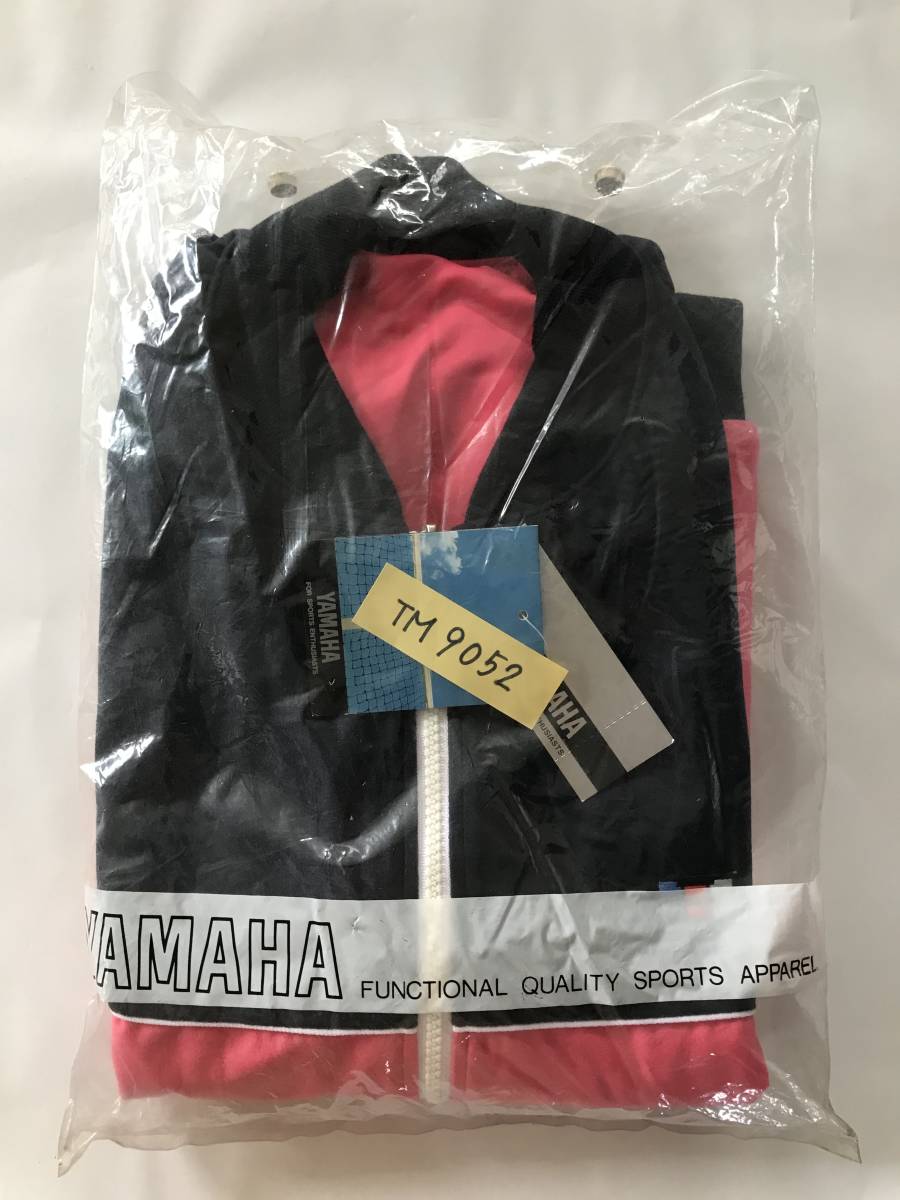 YAMAHA
FOR SPORTS ENTHUSIASTS
TM 9052
YAMAHA FUNCTIONAL QUALITY SPORTS APPAREL